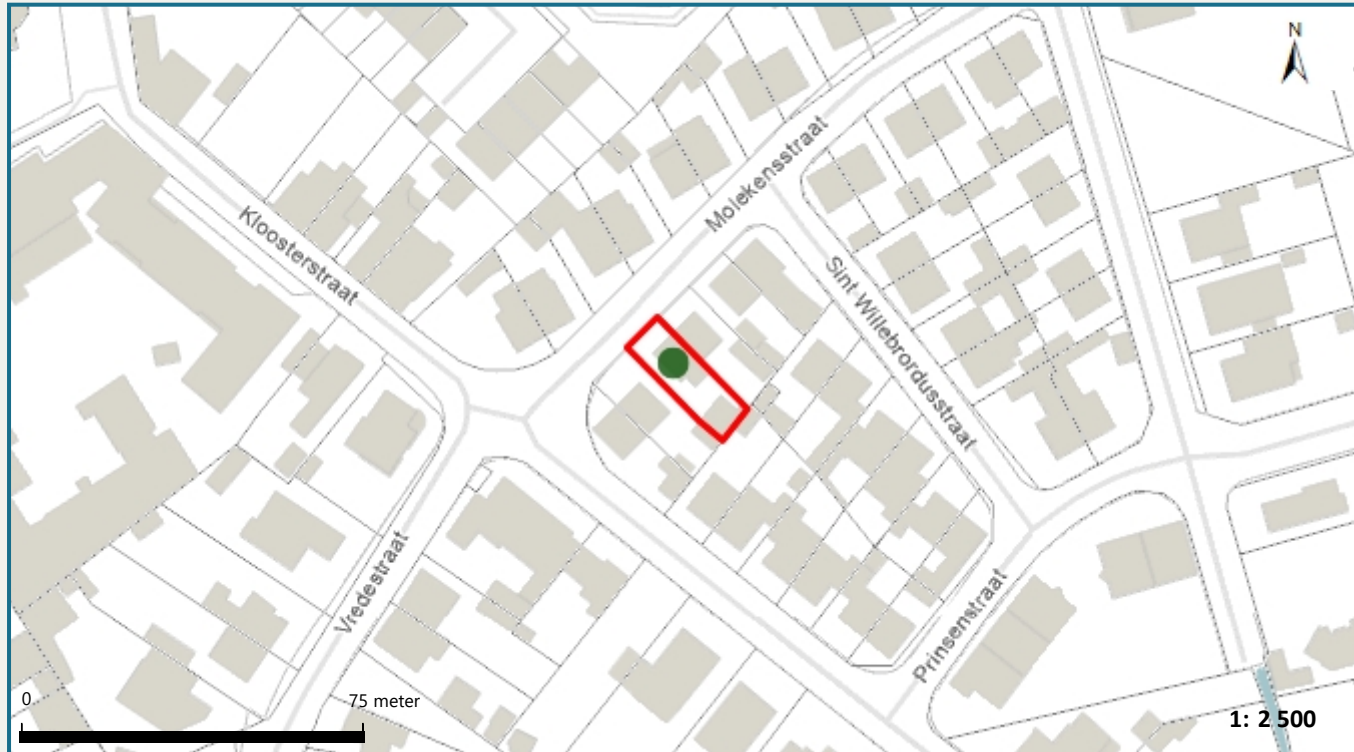 N
Molekensstraat
Kloosterstraat
Sint-Willebrordusstraat
Vredestraat
Prinsenstraat
0
75 meter
1: 2 500